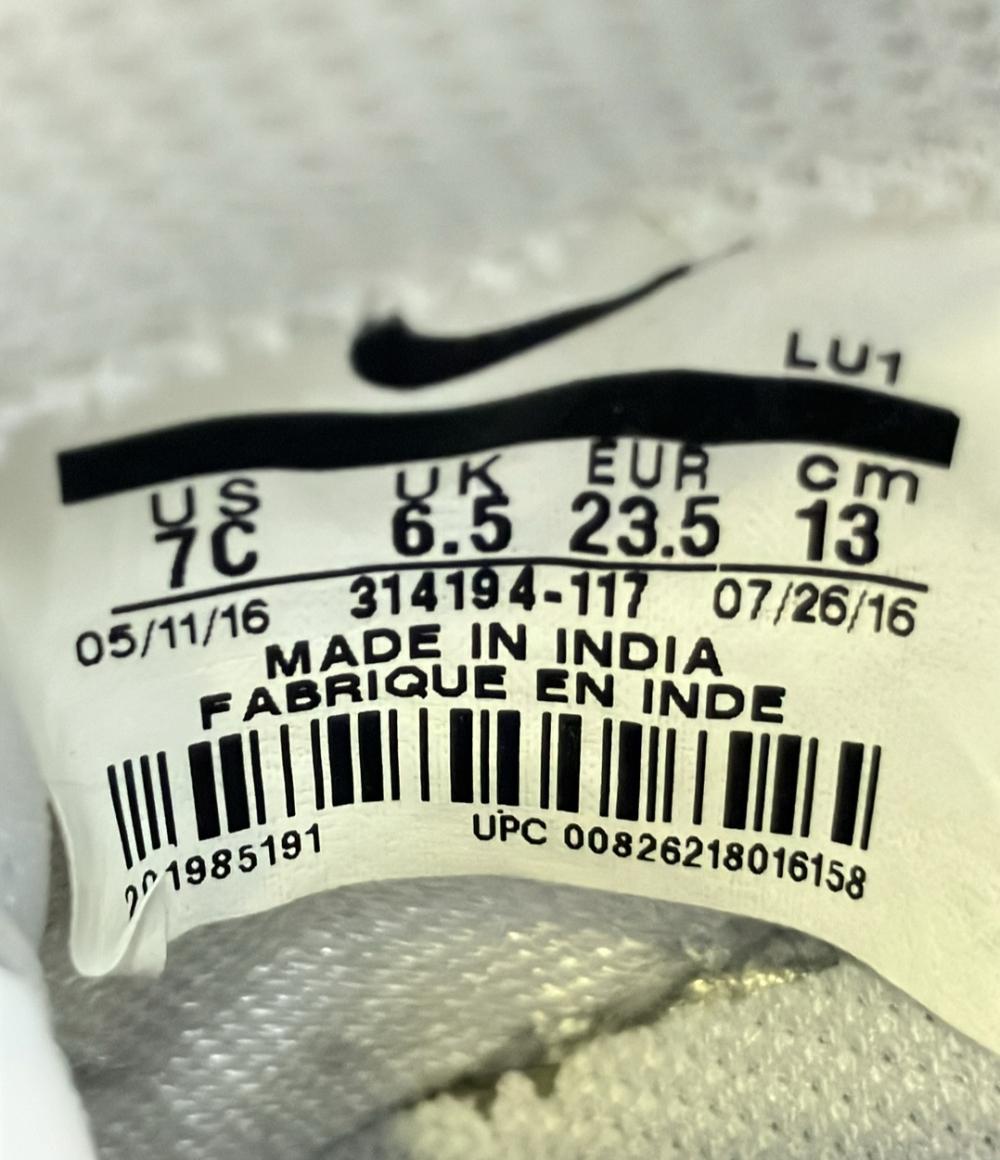 LU1
US UK EUR cm
7C 6.5 23.5 13
05/11/16 314194-117 07/26/16
MADE IN INDIA
FABRIQUE EN INDE
UPC 00826218016158